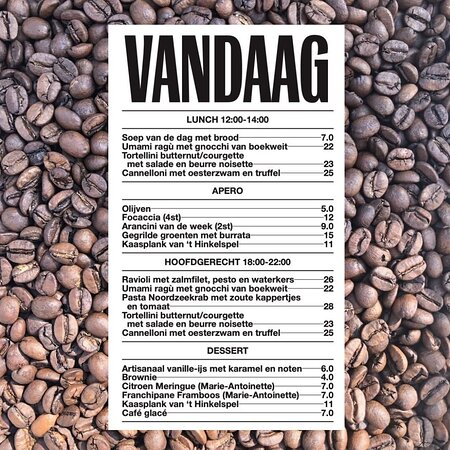 VANDAAG
LUNCH 12:00-14:00
Soep van de dag met brood 7.0
Umami ragù met gnocchi van boekweit 22
Tortellini butternut/courgette
met salade en beurre noisette 23
Cannelloni met oesterzwam en truffel 25
APERO
Olijven 5.0
Focaccia (4st) 12
Arancini van de week (2st) 9.0
Gegrilde groenten met burrata 15
Kaasplank van ‘t Hinkelspel 11
HOOFDGERECHT 18:00-22:00
Ravioli met zalmfilet, pesto en waterkers 26
Umami ragù met gnocchi van boekweit 22
Pasta Noordzeekrab met zoute kappertjes
en tomaat 28
Tortellini butternut/courgette
met salade en beurre noisette 23
Cannelloni met oesterzwam en truffel 25
DESSERT
Artisanaal vanille-ijs met karamel en noten 6.0
Brownie 4.0
Citroen Meringue (Marie-Antoinette) 7.0
Franchipane Framboos (Marie-Antoinette) 7.0
Kaasplank van ‘t Hinkelspel 11
Café glacé 7.0